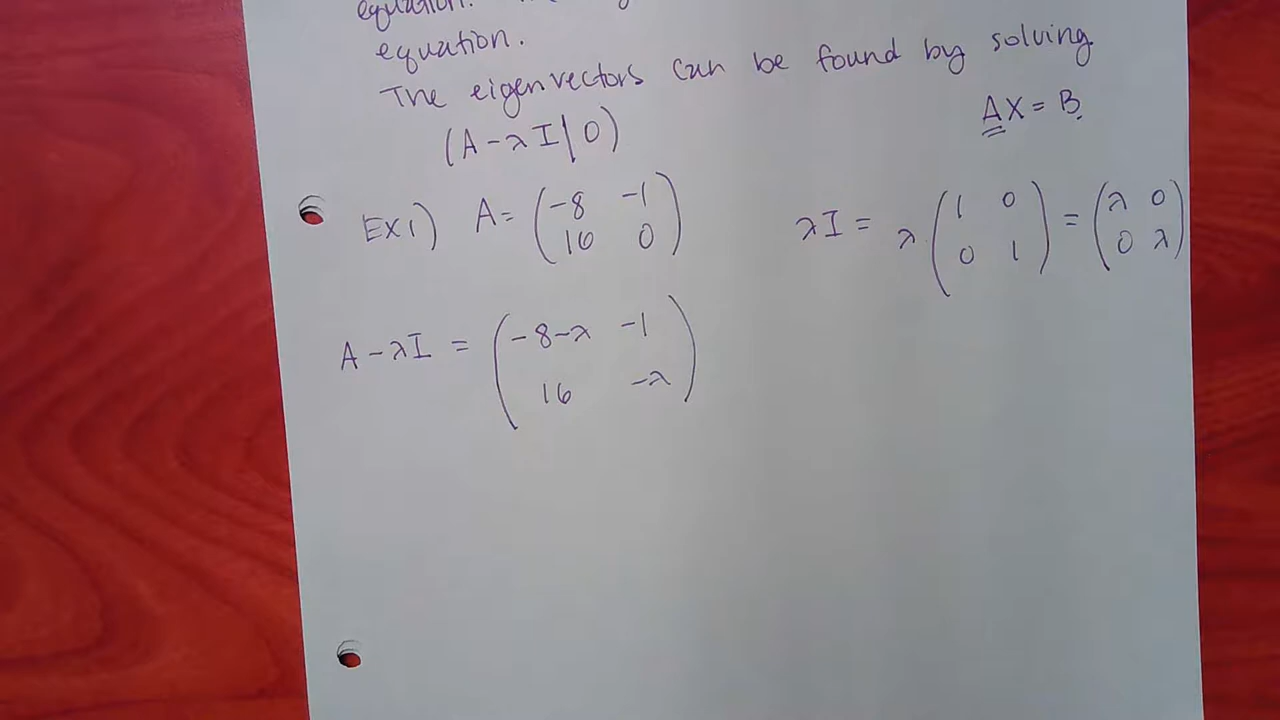 equation.
equation.
The eigenvectors can be found by solving
(A-λI|0)
AX = B
Ex1) A= (-8 -1
16 0)
λI = λ (1 0
0 1) = (λ 0
0 λ)
A-λI = (-8-λ -1
16 -λ)